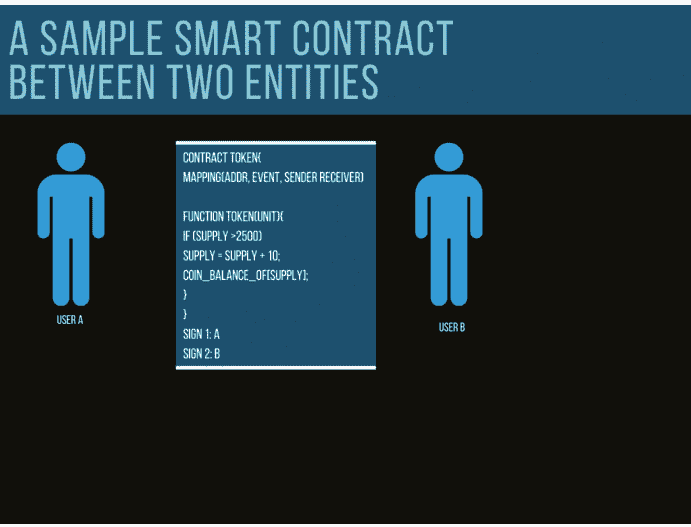 A SAMPLE SMART CONTRACT
BETWEEN TWO ENTITIES
CONTRACT TOKEN{
MAPPING(ADDR, EVENT, SENDER RECEIVER)
FUNCTION TOKEN(UNIT){
IF (SUPPLY >2500)
SUPPLY = SUPPLY + 10;
COIN_BALANCE_OF[SUPPLY];
}
}
SIGN 1: A
SIGN 2: B
USER A
USER B